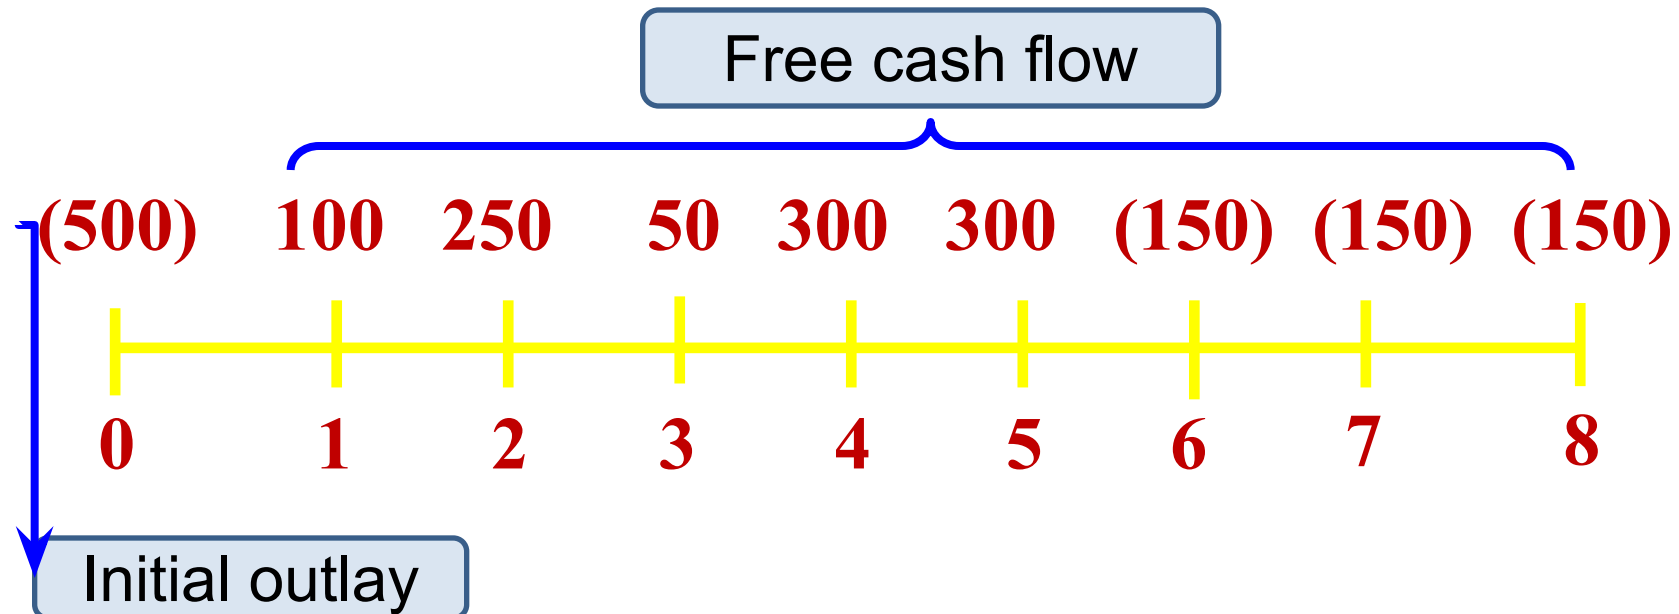 Free cash flow
(500) 100 250 50 300 300 (150) (150) (150)
0 1 2 3 4 5 6 7 8
Initial outlay